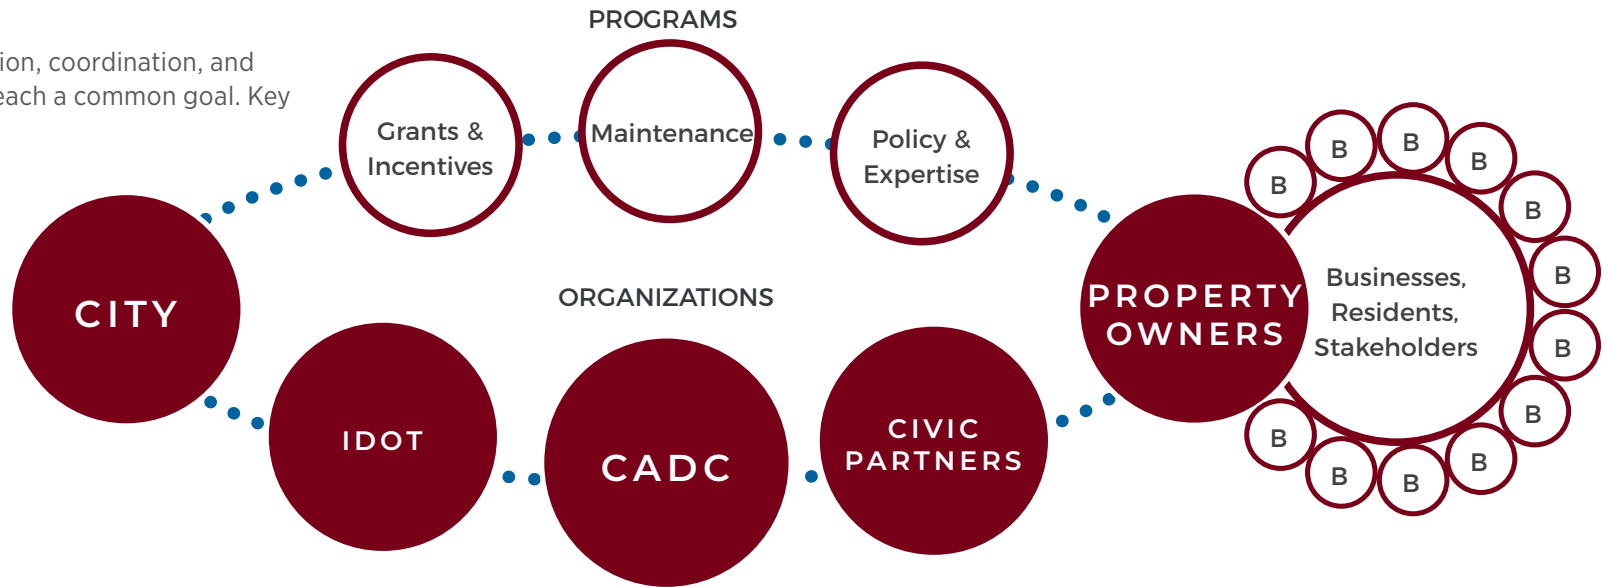 PROGRAMS
ion, coordination, and
each a common goal. Key
Grants &
Incentives
Maintenance
Policy &
Expertise
CITY
ORGANIZATIONS
IDOT
CADC
CIVIC
PARTNERS
PROPERTY
OWNERS
Businesses,
Residents,
Stakeholders
B
B
B
B
B
B
B
B
B
B
B
B